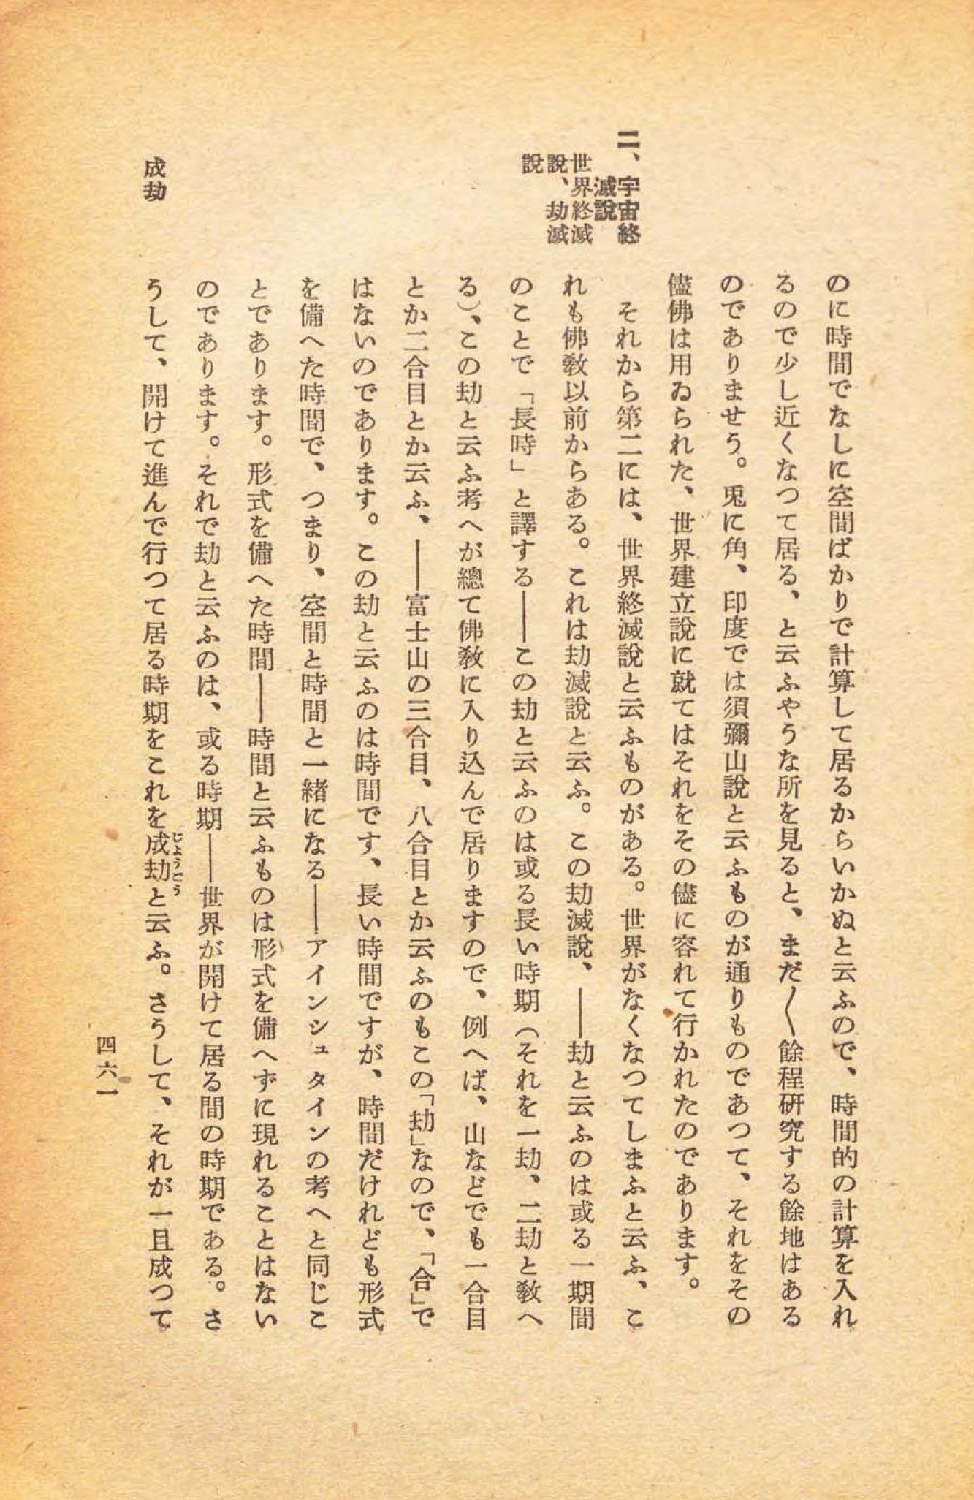 のに時間でなしに空間ばかりで計算して居るからいかぬと云ふので、時間的の計算を入れ
るので少し近くなつて居る、と云ふやうな所を見ると、まだ〳〵餘程硏究する餘地はある
のでありませう。兎に角、印度では須彌山說と云ふものが通りものであつて、それをその
儘佛は用ゐられた、世界建立說に就てはそれをその儘に容れて行かれたのであります。
二、宇宙終
滅說
世界終滅
說、劫滅
說
それから第二には、世界終滅說と云ふものがある。世界がなくなつてしまふと云ふ、こ
れも佛敎以前からある。これは劫滅說と云ふ。この劫滅說、――劫と云ふのは或る一期間
のことで「長時」と譯する――この劫と云ふのは或る長い時期（それを一劫、二劫と敎へ
る）、この劫と云ふ考へが總て佛敎に入り込んで居りますので、例へば、山などでも一合目
とか二合目とか云ふ、――富士山の三合目、八合目とか云ふのもこの「劫」なので、「合」で
はないのであります。この劫と云ふのは時間です、長い時間ですが、時間だけれども形式
を備へた時間で、つまり、空間と時間と一緒になる――アインシュタインの考へと同じこ
とであります。形式を備へた時間――時間と云ふものは形式を備へずに現れることはない
のであります。それで劫と云ふのは、或る時期――世界が開けて居る間の時期である。さ
成劫
うして、開けて進んで行つて居る時期をこれを成劫じようごうと云ふ。さうして、それが一且成つて
四六一